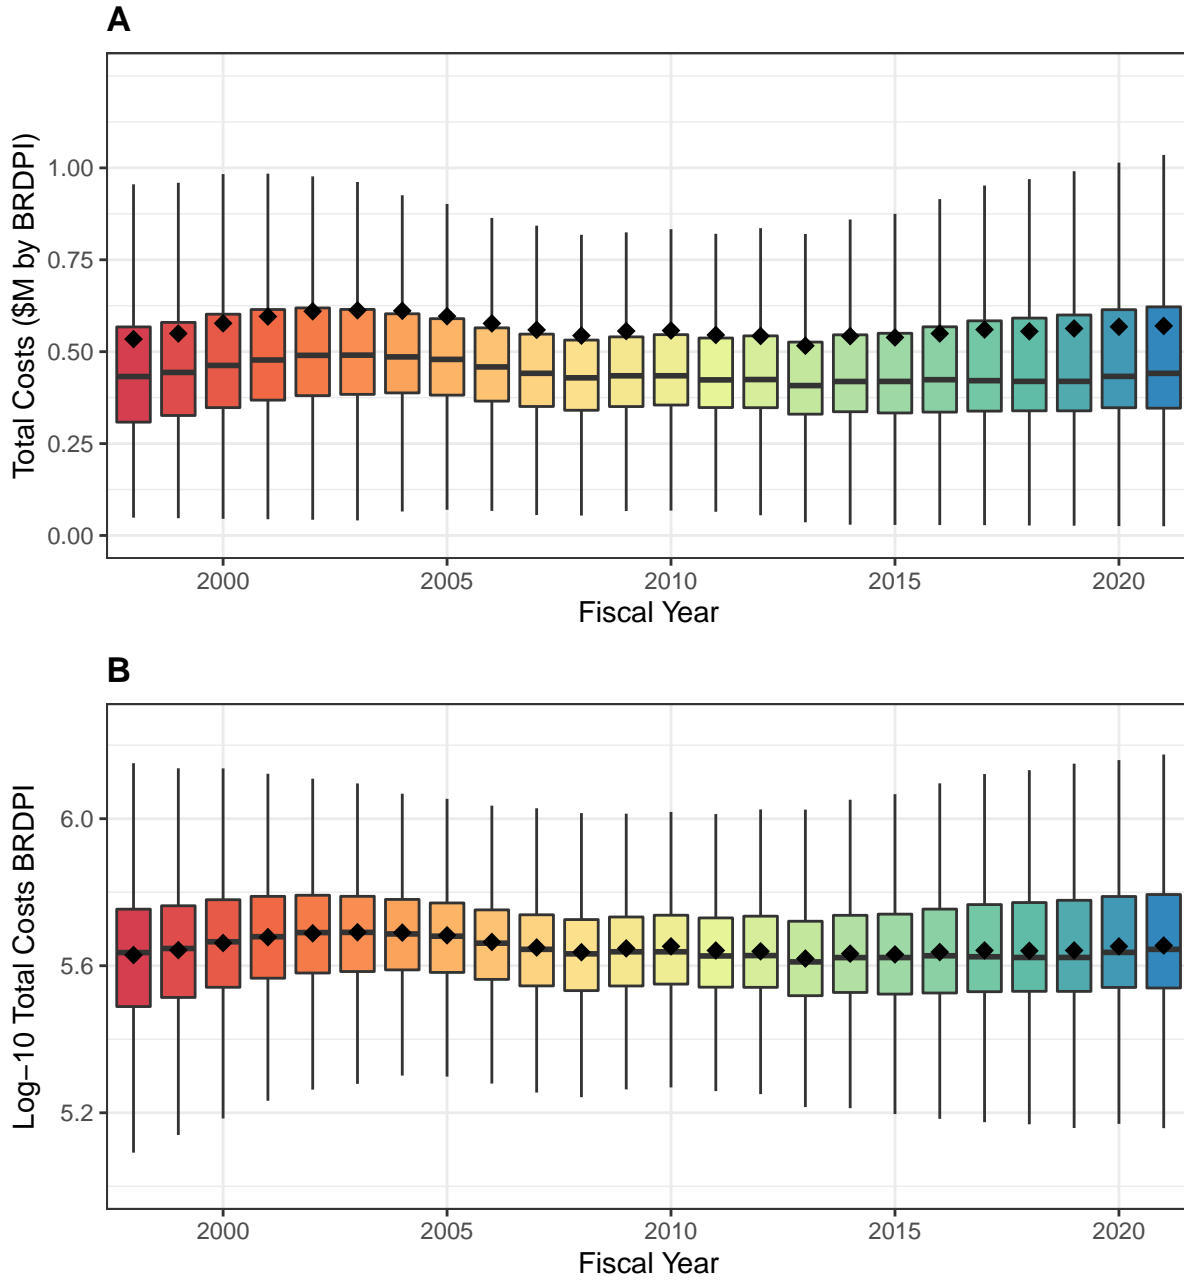 A
Total Costs ($M by BRDPI)
1.00
0.75
0.50
0.25
0.00
2000 2005 2010 2015 2020
Fiscal Year
B
Log−10 Total Costs BRDPI
6.0
5.6
5.2
2000 2005 2010 2015 2020
Fiscal Year